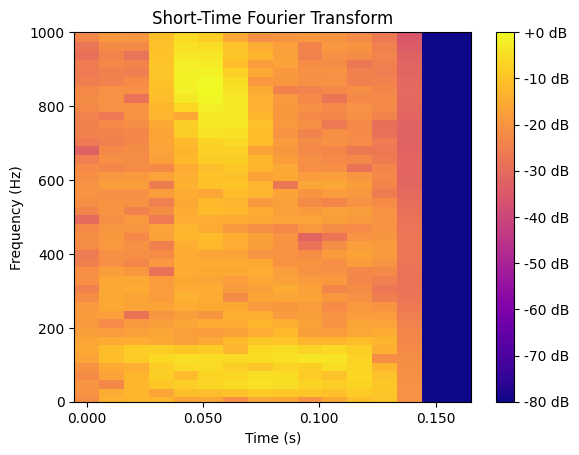 Short-Time Fourier Transform
1000
800
600
400
200
0
Frequency (Hz)
0.000
0.050
0.100
0.150
Time (s)
+0 dB
-10 dB
-20 dB
-30 dB
-40 dB
-50 dB
-60 dB
-70 dB
-80 dB